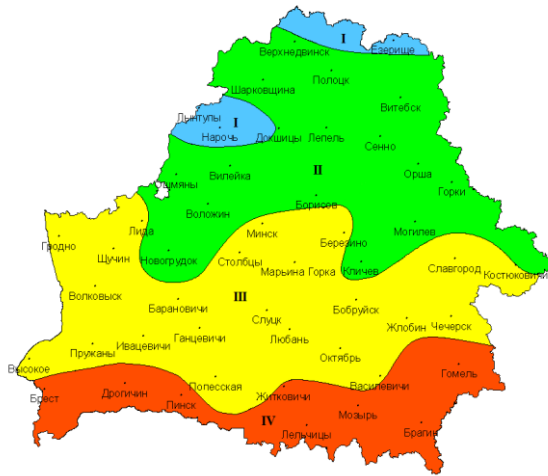 I
Верхнедвинск
Езерище
Полоцк
Шарковщина
Витебск
Лынтупы
I
Нарочь
Докшицы
Лепель
Сенно
Ошмяны
Вилейка
II
Орша
Горки
Воложин
Борисов
Лида
Минск
Березино
Могилев
Гродно
Щучин
Новогрудок
Столбцы
Марьина Горка
Кличев
Славгород
Костюковичи
Волковыск
Барановичи
III
Бобруйск
Слуцк
Жлобин
Чечерск
Ивацевичи
Ганцевичи
Любань
Пружаны
Октябрь
Высокое
Гомель
Брест
Дрогичин
Полесская
Житковичи
Василевичи
Пинск
Мозырь
IV
Лельчицы
Брагин